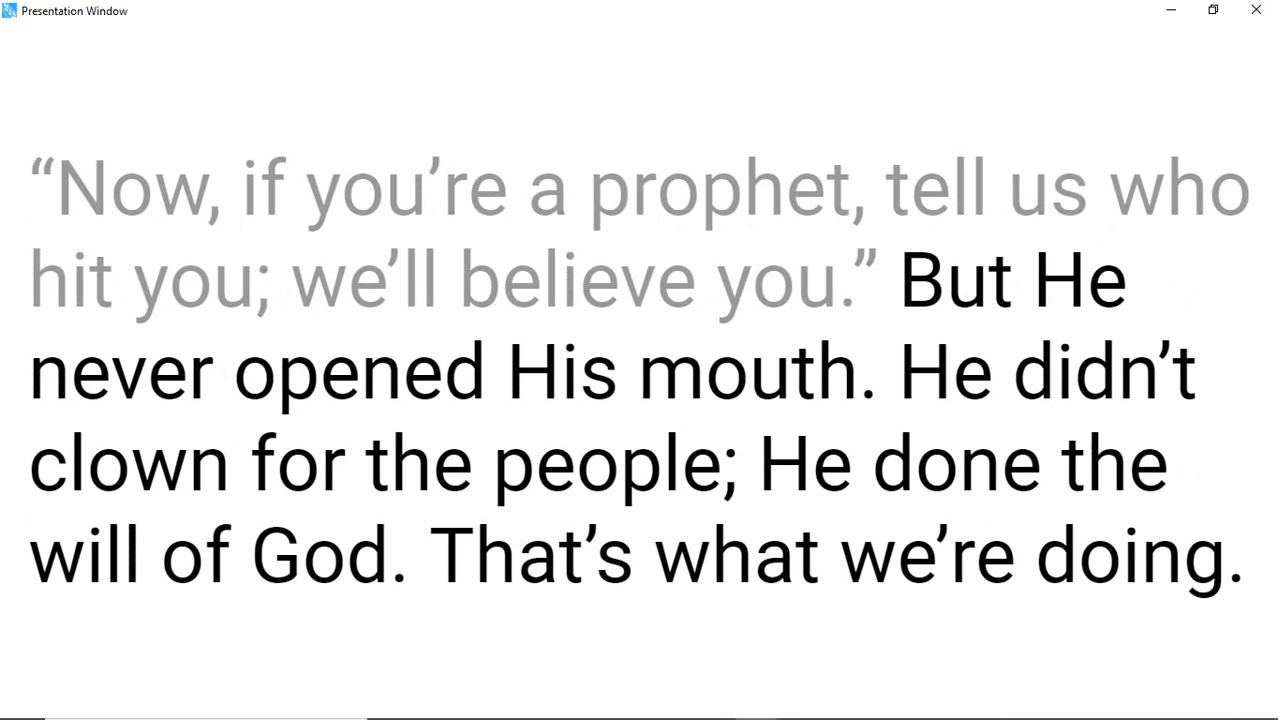 Presentation Window
“Now, if you’re a prophet, tell us who
hit you; we’ll believe you.” But He
never opened His mouth. He didn’t
clown for the people; He done the
will of God. That’s what we’re doing.